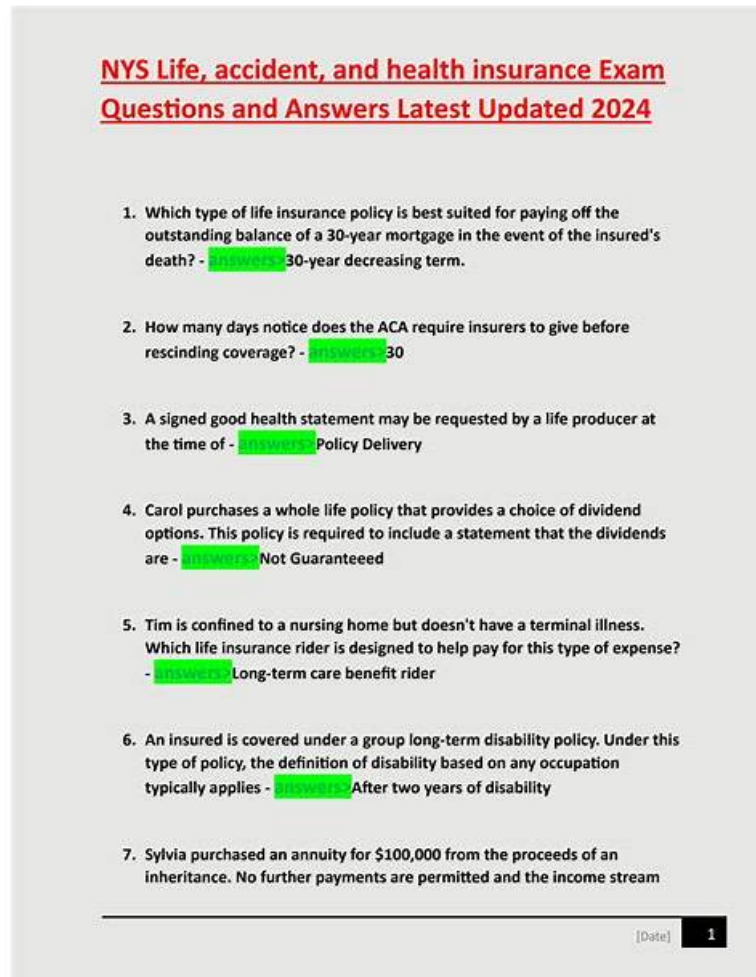 NYS Life, accident, and health insurance Exam
Questions and Answers Latest Updated 2024
1. Which type of life insurance policy is best suited for paying off the
outstanding balance of a 30-year mortgage in the event of the insured's
death? - answers>30-year decreasing term.
2. How many days notice does the ACA require insurers to give before
rescinding coverage? - answers>30
3. A signed good health statement may be requested by a life producer at
the time of - answers>Policy Delivery
4. Carol purchases a whole life policy that provides a choice of dividend
options. This policy is required to include a statement that the dividends
are - answers>Not Guaranteeed
5. Tim is confined to a nursing home but doesn't have a terminal illness.
Which life insurance rider is designed to help pay for this type of expense?
- answers>Long-term care benefit rider
6. An insured is covered under a group long-term disability policy. Under this
type of policy, the definition of disability based on any occupation
typically applies - answers>After two years of disability
7. Sylvia purchased an annuity for $100,000 from the proceeds of an
inheritance. No further payments are permitted and the income stream
[Date] 1